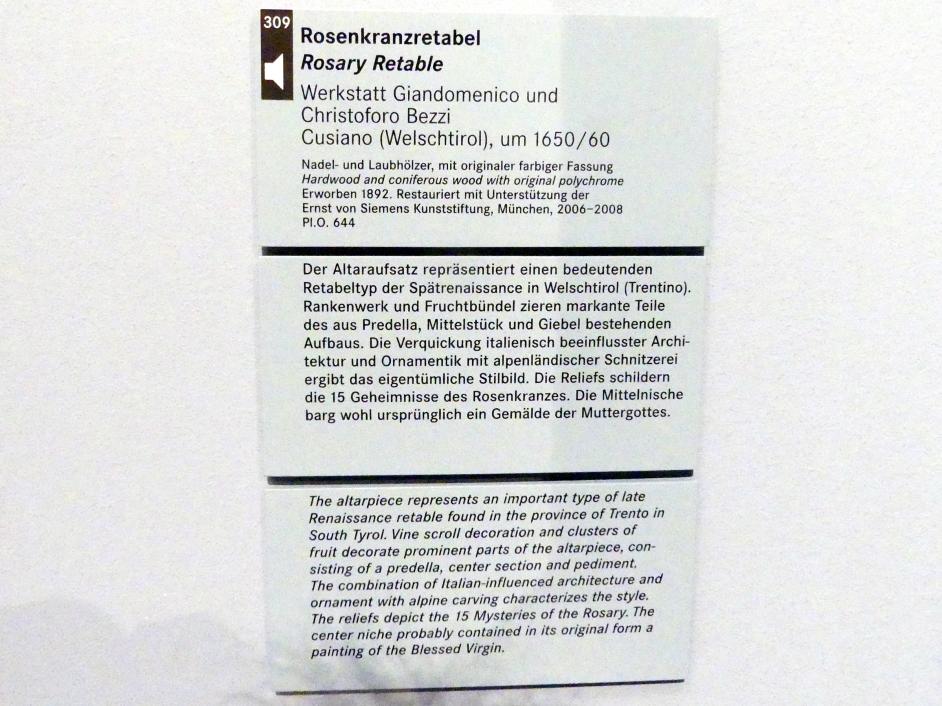 309
Rosenkranzretabel
Rosary Retable
Werkstatt Giandomenico und
Christoforo Bezzi
Cusiano (Welschtirol), um 1650/60
Nadel- und Laubhölzer, mit originaler farbiger Fassung
Hardwood and coniferous wood with original polychrome
Erworben 1892. Restauriert mit Unterstützung der
Ernst von Siemens Kunststiftung, München, 2006–2008
Pl.O. 644
Der Altaraufsatz repräsentiert einen bedeutenden
Retabeltyp der Spätrenaissance in Welschtirol (Trentino).
Rankenwerk und Fruchtbündel zieren markante Teile
des aus Predella, Mittelstück und Giebel bestehenden
Aufbaus. Die Verquickung italienisch beeinflusster Archi-
tektur und Ornamentik mit alpenländischer Schnitzerei
ergibt das eigentümliche Stilbild. Die Reliefs schildern
die 15 Geheimnisse des Rosenkranzes. Die Mittelnische
barg wohl ursprünglich ein Gemälde der Muttergottes.
The altarpiece represents an important type of late
Renaissance retable found in the province of Trento in
South Tyrol. Vine scroll decoration and clusters of
fruit decorate prominent parts of the altarpiece, con-
sisting of a predella, center section and pediment.
The combination of Italian-influenced architecture and
ornament with alpine carving characterizes the style.
The reliefs depict the 15 Mysteries of the Rosary. The
center niche probably contained in its original form a
painting of the Blessed Virgin.